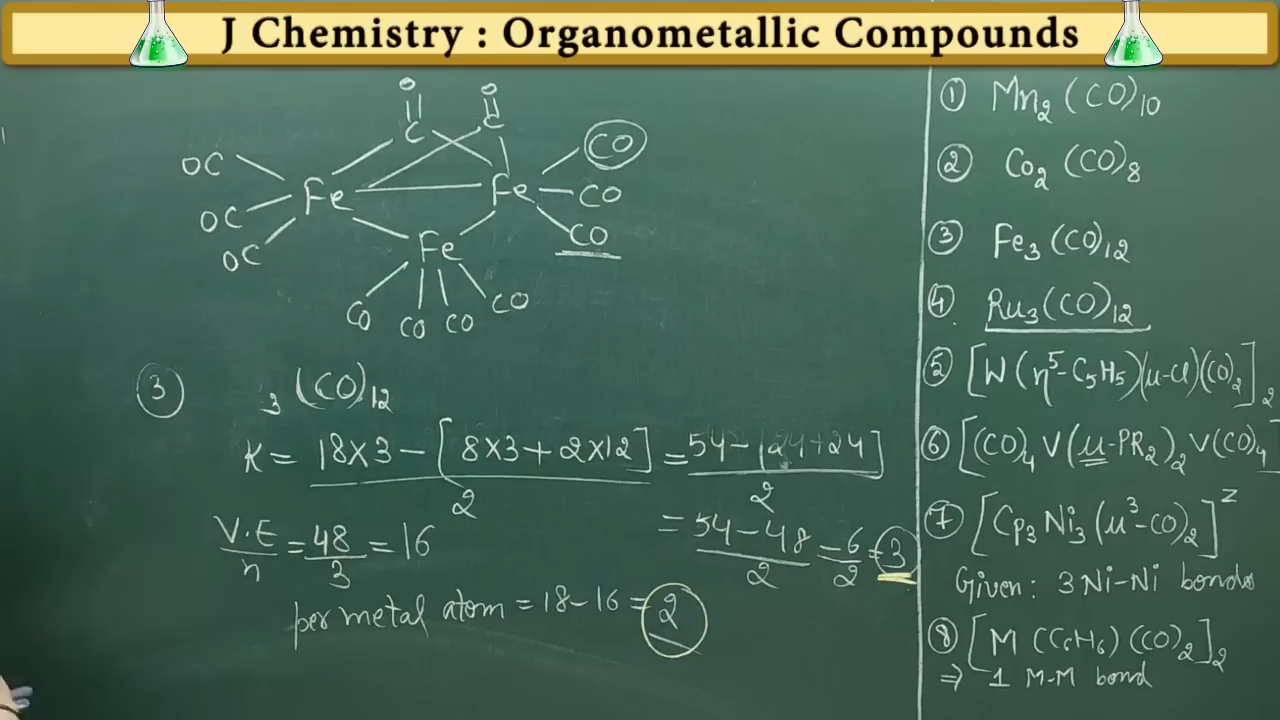 J Chemistry : Organometallic Compounds
O O
C C
OC CO
Fe Fe CO
OC CO
OC Fe
CO CO CO CO
③ ₃(CO)₁₂
K = 18×3 – [8×3+2×12] / 2 = 54 – [24+24] / 2
= 54 – 48 / 2 = 6 / 2 = 3
V.E / n = 48 / 3 = 16
per metal atom = 18 – 16 = 2
① Mn₂(CO)₁₀
② Co₂(CO)₈
③ Fe₃(CO)₁₂
④ Ru₃(CO)₁₂
⑤ [W(η⁵-C₅H₅)(μ-Cl)(CO)₂]₂
⑥ [(CO)₄V(μ-PR₂)₂V(CO)₄]
⑦ [Cp₃Ni₃(μ³-CO)₂]ᶻ
Given: 3 Ni–Ni bonds
⑧ [M(C₆H₆)(CO)₂]₂
⇒ 1 M-M bond